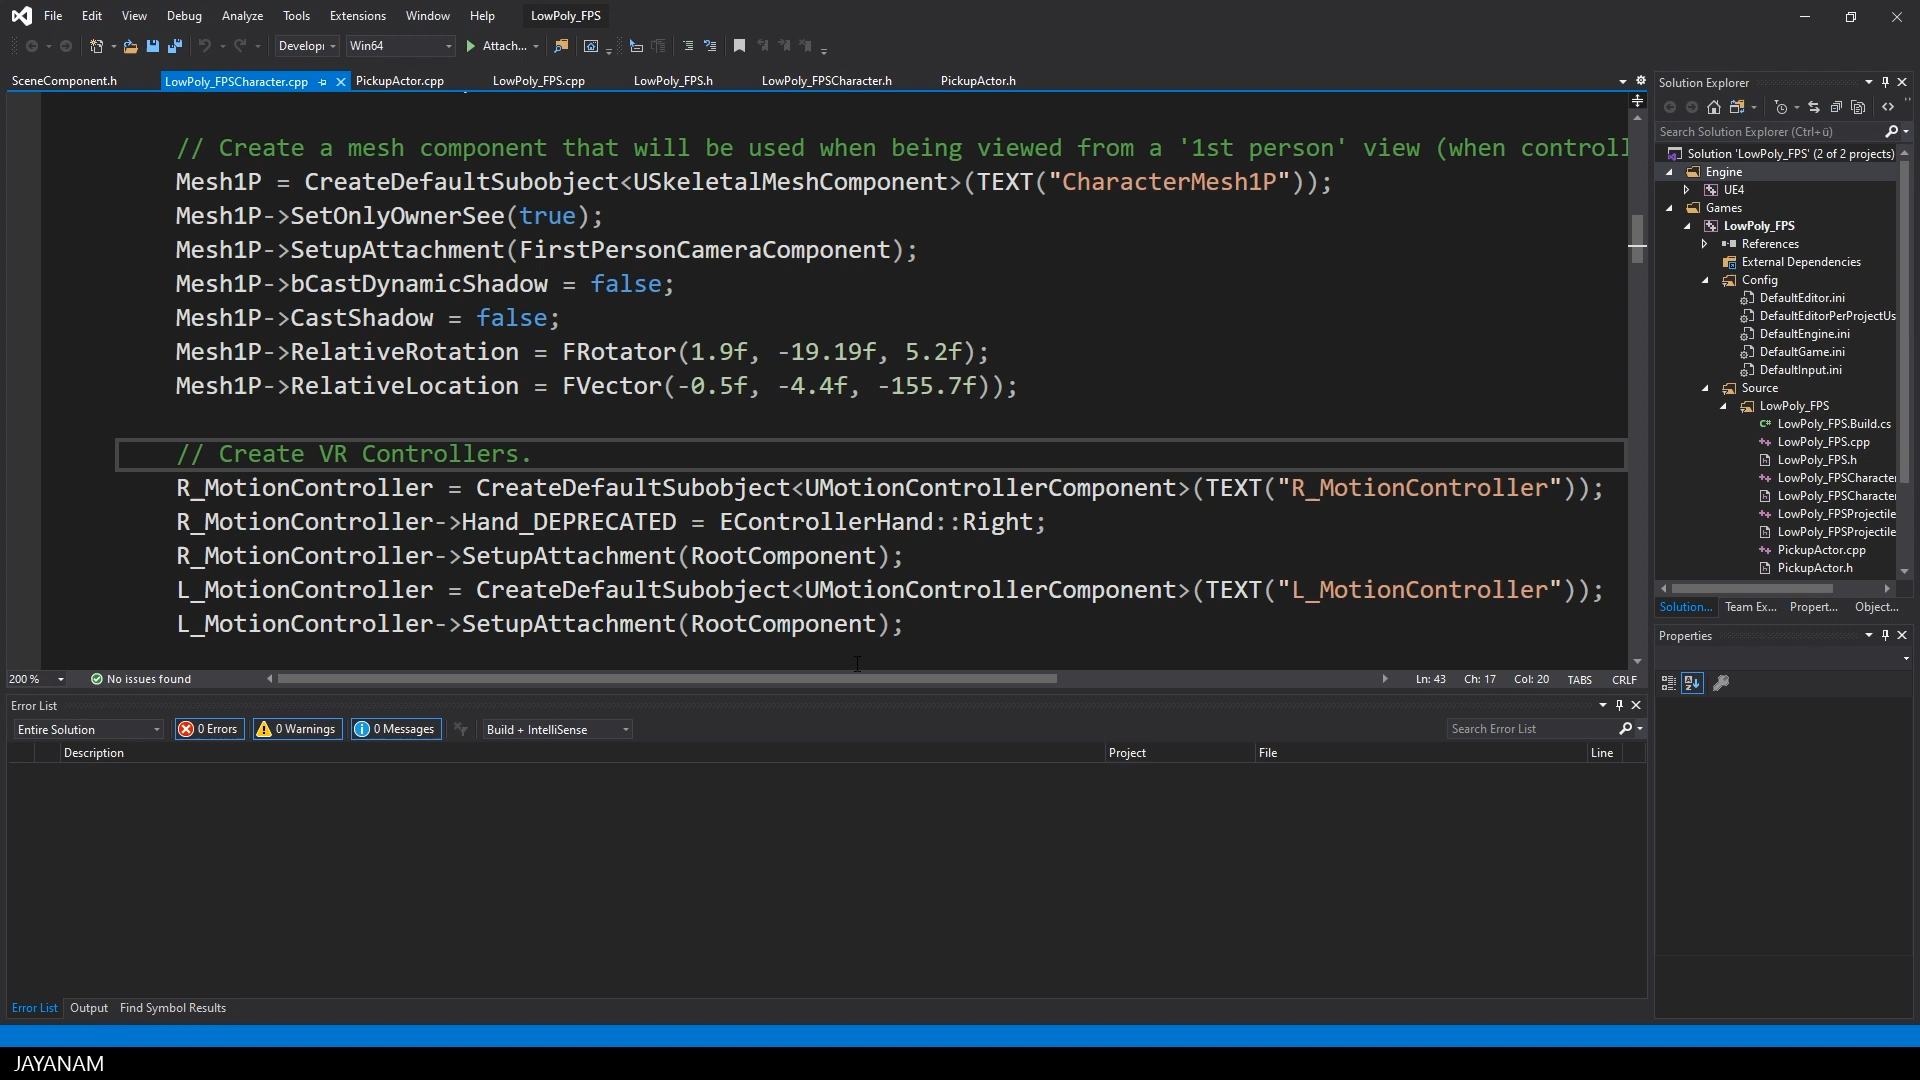 File Edit View Debug Analyze Tools Extensions Window Help LowPoly_FPS
Developi Win64 Attach...
SceneComponent.h LowPoly_FPSCharacter.cpp PickupActor.cpp LowPoly_FPS.cpp LowPoly_FPS.h LowPoly_FPSCharacter.h PickupActor.h
// Create a mesh component that will be used when being viewed from a '1st person' view (when controll
Mesh1P = CreateDefaultSubobject<USkeletalMeshComponent>(TEXT("CharacterMesh1P"));
Mesh1P->SetOnlyOwnerSee(true);
Mesh1P->SetupAttachment(FirstPersonCameraComponent);
Mesh1P->bCastDynamicShadow = false;
Mesh1P->CastShadow = false;
Mesh1P->RelativeRotation = FRotator(1.9f, -19.19f, 5.2f);
Mesh1P->RelativeLocation = FVector(-0.5f, -4.4f, -155.7f));
// Create VR Controllers.
R_MotionController = CreateDefaultSubobject<UMotionControllerComponent>(TEXT("R_MotionController"));
R_MotionController->Hand_DEPRECATED = EControllerHand::Right;
R_MotionController->SetupAttachment(RootComponent);
L_MotionController = CreateDefaultSubobject<UMotionControllerComponent>(TEXT("L_MotionController"));
L_MotionController->SetupAttachment(RootComponent);
200 % No issues found Ln: 43 Ch: 17 Col: 20 TABS CRLF
Error List
Entire Solution 0 Errors 0 Warnings 0 Messages Build + IntelliSense Search Error List
Description Project File Line
Error List Output Find Symbol Results
Solution Explorer
Search Solution Explorer (Ctrl+ü)
Solution 'LowPoly_FPS' (2 of 2 projects)
Engine
UE4
Games
LowPoly_FPS
References
External Dependencies
Config
DefaultEditor.ini
DefaultEditorPerProjectUs
DefaultEngine.ini
DefaultGame.ini
DefaultInput.ini
Source
LowPoly_FPS
LowPoly_FPS.Build.cs
LowPoly_FPS.cpp
LowPoly_FPS.h
LowPoly_FPSCharacter
LowPoly_FPSCharacter
LowPoly_FPSProjectile
LowPoly_FPSProjectile
PickupActor.cpp
PickupActor.h
Solution... Team Ex... Propert... Object...
Properties
JAYANAM